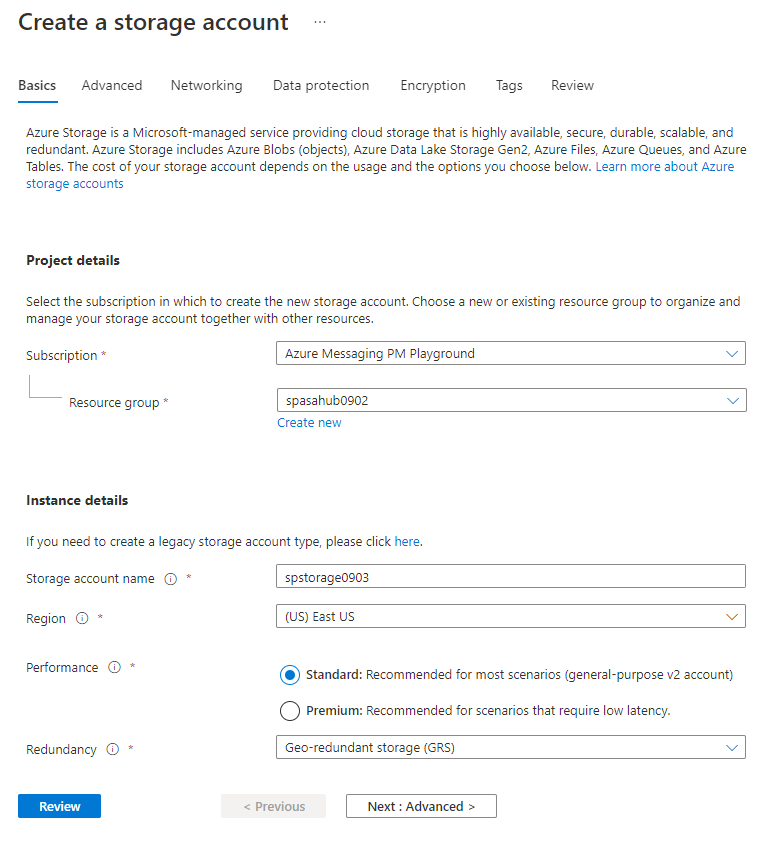 Create a storage account ...
Basics Advanced Networking Data protection Encryption Tags Review
Azure Storage is a Microsoft-managed service providing cloud storage that is highly available, secure, durable, scalable, and
redundant. Azure Storage includes Azure Blobs (objects), Azure Data Lake Storage Gen2, Azure Files, Azure Queues, and Azure
Tables. The cost of your storage account depends on the usage and the options you choose below. Learn more about Azure
storage accounts
Project details
Select the subscription in which to create the new storage account. Choose a new or existing resource group to organize and
manage your storage account together with other resources.
Subscription * Azure Messaging PM Playground
Resource group * spasahub0902
Create new
Instance details
If you need to create a legacy storage account type, please click here.
Storage account name * spstorage0903
Region * (US) East US
Performance * Standard: Recommended for most scenarios (general-purpose v2 account)
Premium: Recommended for scenarios that require low latency.
Redundancy * Geo-redundant storage (GRS)
Review < Previous Next : Advanced >